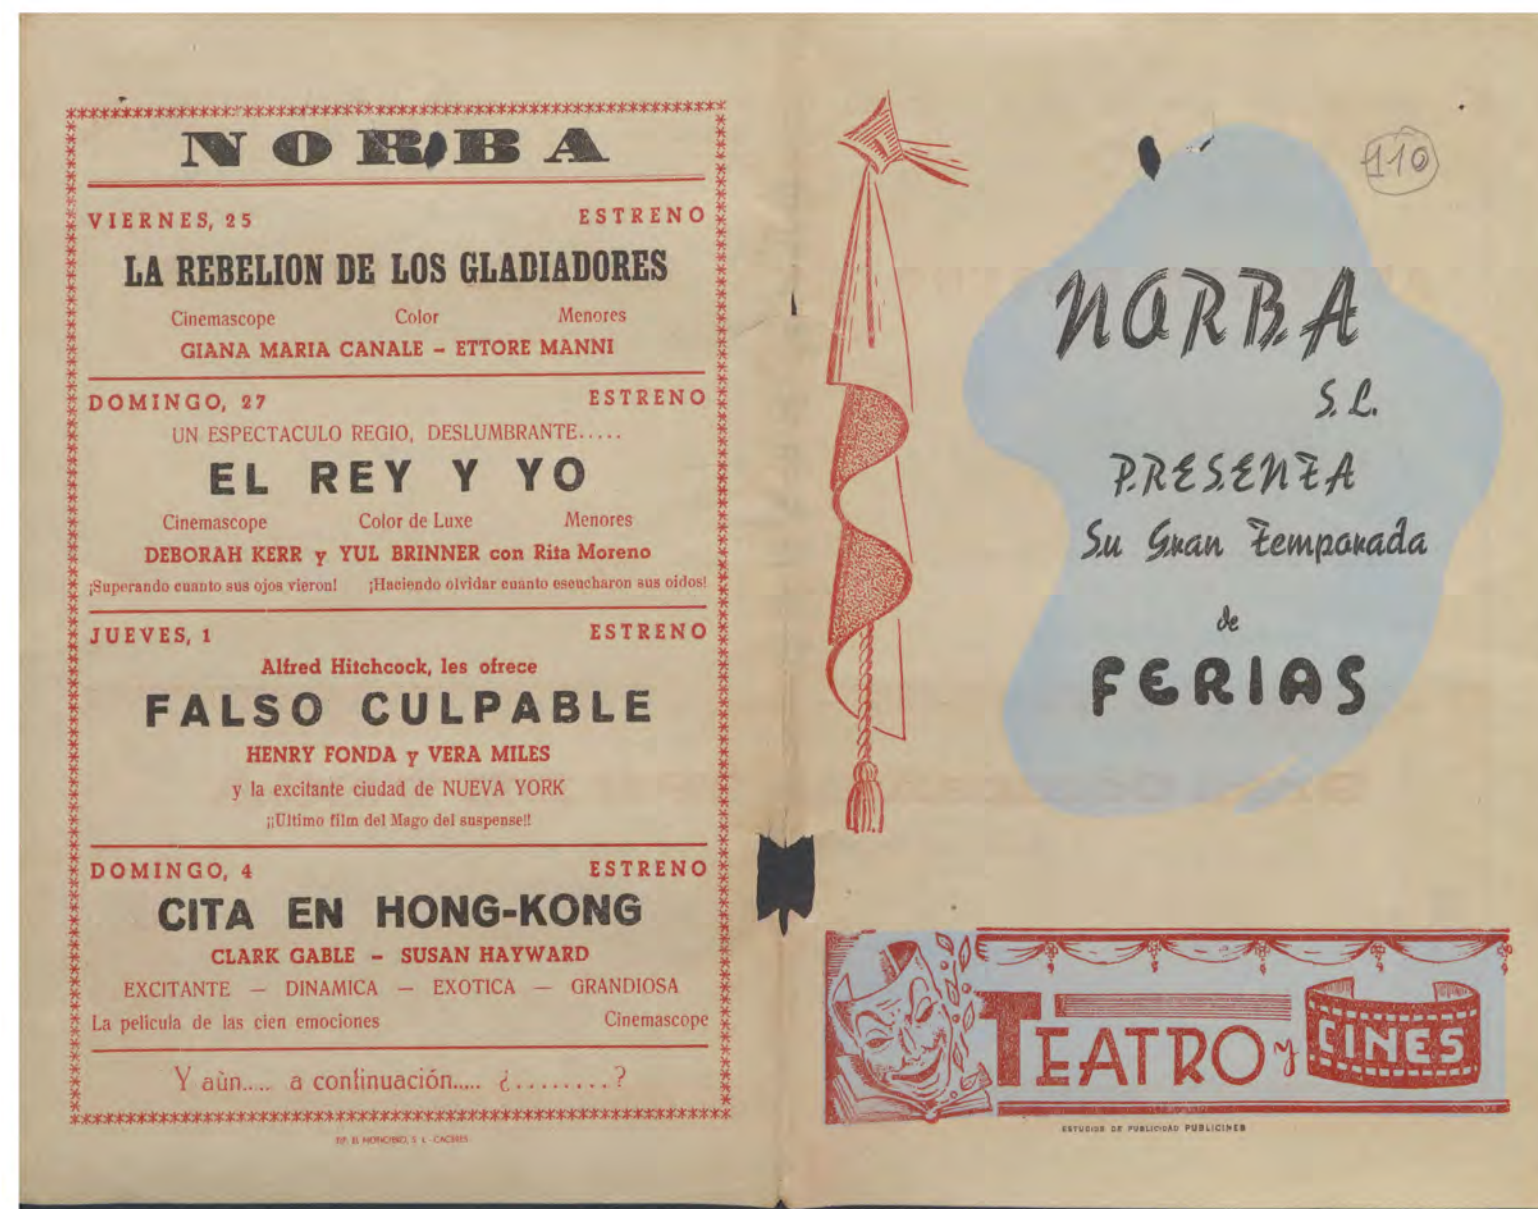 NORBA
VIERNES, 25 ESTRENO
LA REBELION DE LOS GLADIADORES
Cinemascope Color Menores
GIANA MARIA CANALE – ETTORE MANNI
DOMINGO, 27 ESTRENO
UN ESPECTACULO REGIO, DESLUMBRANTE.....
EL REY Y YO
Cinemascope Color de Luxe Menores
DEBORAH KERR y YUL BRINNER con Rita Moreno
¡Superando cuanto sus ojos vieron! ¡Haciendo olvidar cuanto escucharon sus oidos!
JUEVES, 1 ESTRENO
Alfred Hitchcock, les ofrece
FALSO CULPABLE
HENRY FONDA y VERA MILES
y la excitante ciudad de NUEVA YORK
¡¡Ultimo film del Mago del suspense!!
DOMINGO, 4 ESTRENO
CITA EN HONG-KONG
CLARK GABLE – SUSAN HAYWARD
EXCITANTE — DINAMICA — EXOTICA — GRANDIOSA
La película de las cien emociones Cinemascope
Y aùn..... a continuación..... ¿........?
TIP. EL S. L. - CACERES
110
NORBA
S.L.
PRESENTA
Su Gran Temporada
de
FERIAS
TEATRO y CINES
ESTUDIOS DE PUBLICIDAD PUBLICINES